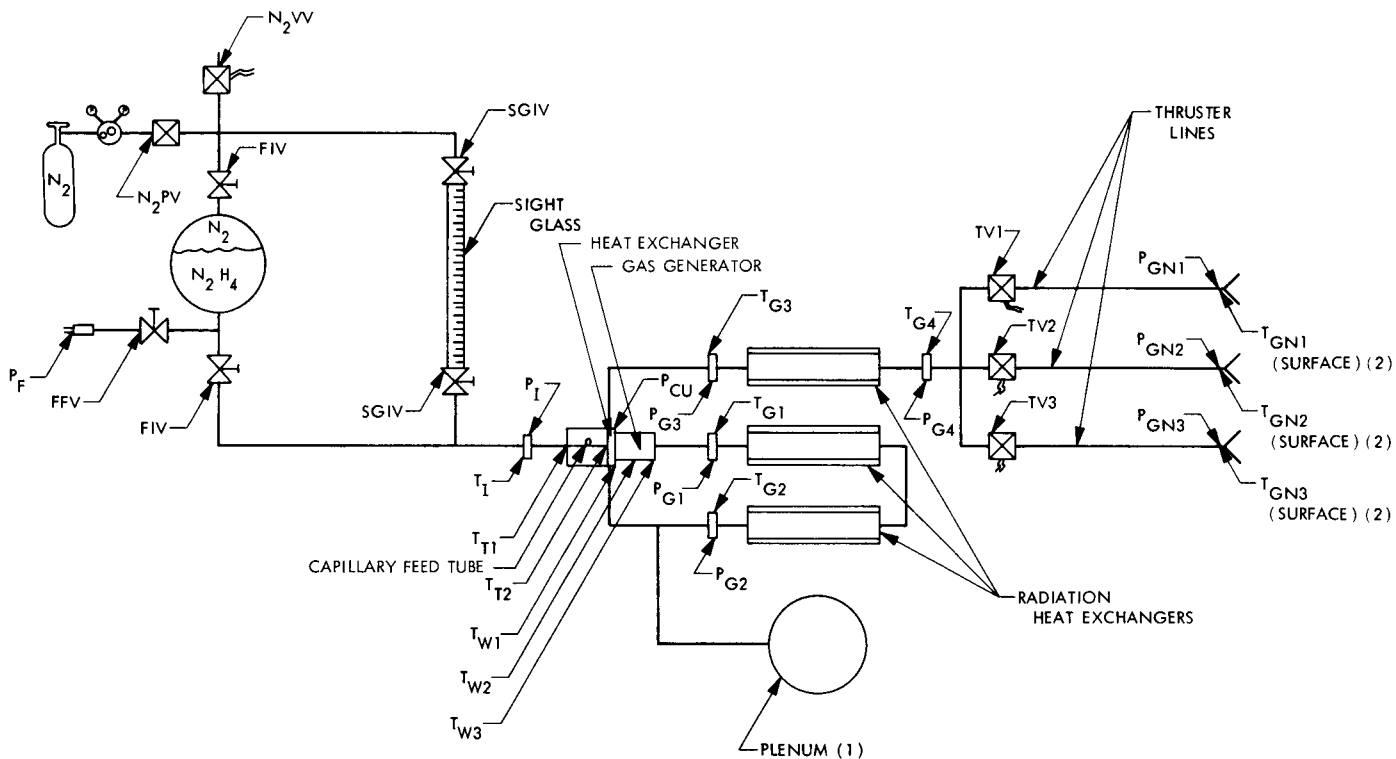 N2VV
SGIV
THRUSTER
LINES
FIV
N2
N2PV
N2
N2H4
SIGHT
GLASS
HEAT EXCHANGER
GAS GENERATOR
TV1
PGN1
TG3
TG4
TV2
PGN2
TGN1
(SURFACE) (2)
PF
FFV
FIV
SGIV
PI
PCU
PG3
TG1
PG4
TV3
PGN3
TGN2
(SURFACE) (2)
TI
PG1
TG2
TGN3
(SURFACE) (2)
TT1
CAPILLARY FEED TUBE
TT2
PG2
RADIATION
HEAT EXCHANGERS
TW1
TW2
TW3
PLENUM (1)